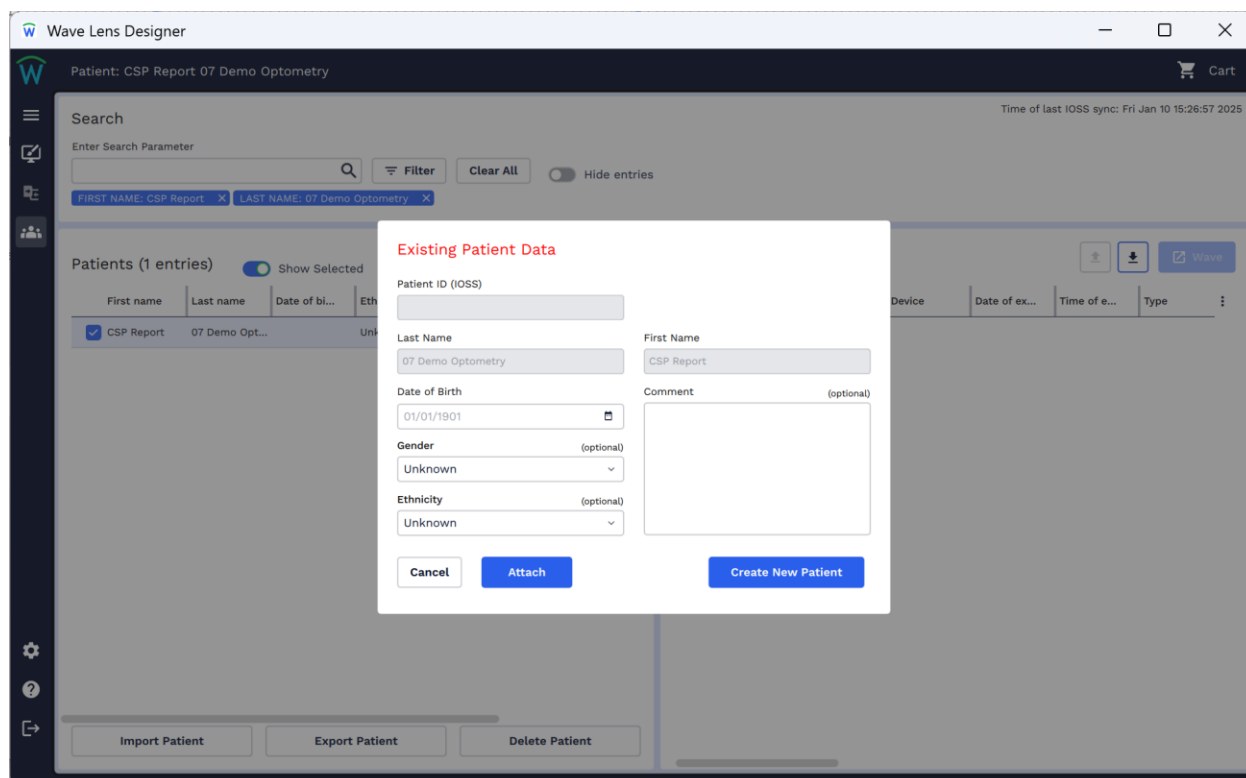 Wave Lens Designer
Patient: CSP Report 07 Demo Optometry
Cart
Search
Time of last IOSS sync: Fri Jan 10 15:26:57 2025
Enter Search Parameter
Filter
Clear All
Hide entries
FIRST NAME: CSP Report X
LAST NAME: 07 Demo Optometry X
Patients (1 entries)
Show Selected
Wave
First name Last name Date of bi... Eth
Device Date of ex... Time of e... Type
CSP Report 07 Demo Opt... Unk
Existing Patient Data
Patient ID (IOSS)
Last Name
First Name
07 Demo Optometry
CSP Report
Date of Birth
Comment (optional)
01/01/1901
Gender (optional)
Unknown
Ethnicity (optional)
Unknown
Cancel
Attach
Create New Patient
Import Patient
Export Patient
Delete Patient